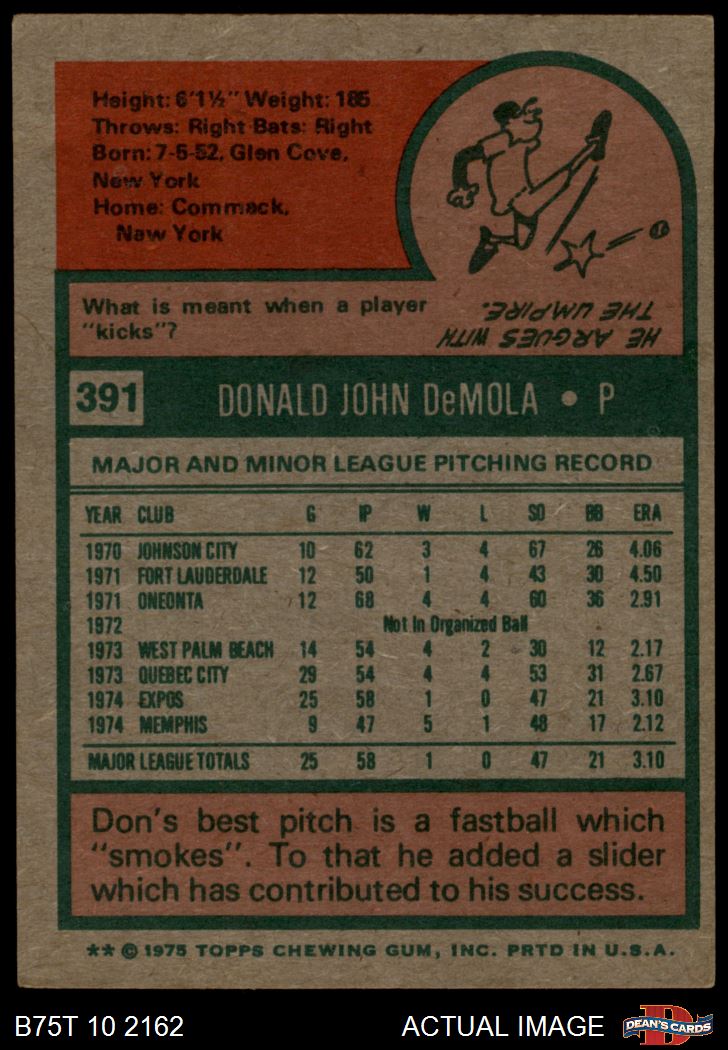 Height: 6'1½" Weight: 185
Throws: Right Bats: Right
Born: 7-5-52, Glen Cove,
New York
Home: Commack,
New York
What is meant when a player
"kicks"?
HE ARGUES WITH
THE UMPIRE.
391 DONALD JOHN DeMOLA • P
MAJOR AND MINOR LEAGUE PITCHING RECORD
YEAR CLUB G IP W L SO BB ERA
1970 JOHNSON CITY 10 62 3 4 67 26 4.06
1971 FORT LAUDERDALE 12 50 1 4 43 30 4.50
1971 ONEONTA 12 68 4 4 60 36 2.91
1972 Not In Organized Ball
1973 WEST PALM BEACH 14 54 4 2 30 12 2.17
1973 QUEBEC CITY 29 54 4 4 53 31 2.67
1974 EXPOS 25 58 1 0 47 21 3.10
1974 MEMPHIS 9 47 5 1 48 17 2.12
MAJOR LEAGUE TOTALS 25 58 1 0 47 21 3.10
Don's best pitch is a fastball which
"smokes". To that he added a slider
which has contributed to his success.
** © 1975 TOPPS CHEWING GUM, INC. PRTD IN U.S.A.
B75T 10 2162 ACTUAL IMAGE D DEAN'S CARDS